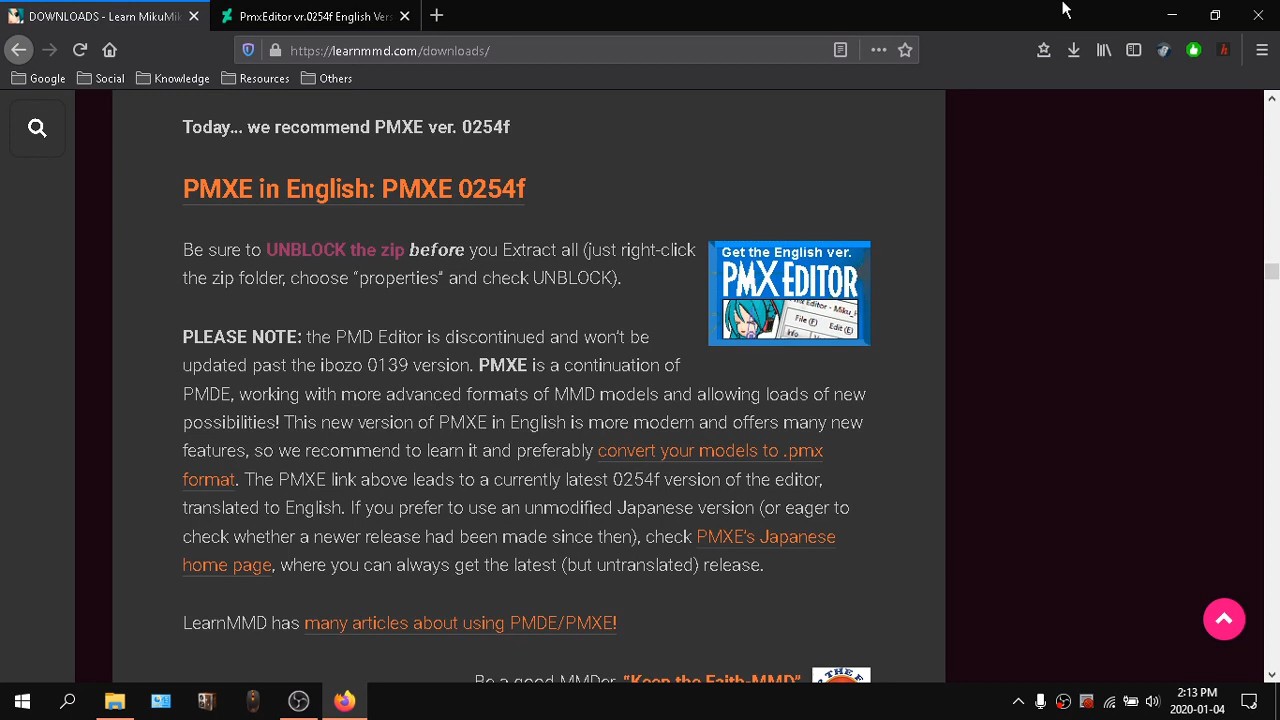 DOWNLOADS - Learn MikuMik
PmxEditor vr.0254f English Vers
https://learnmmd.com/downloads/
Google
Social
Knowledge
Resources
Others
Today... we recommend PMXE ver. 0254f
PMXE in English: PMXE 0254f
Be sure to UNBLOCK the zip before you Extract all (just right-click
the zip folder, choose “properties” and check UNBLOCK).
Get the English ver.
PMX EDITOR
File (F)
Edit (E)
Info
PLEASE NOTE: the PMD Editor is discontinued and won’t be
updated past the ibozo 0139 version. PMXE is a continuation of
PMDE, working with more advanced formats of MMD models and allowing loads of new
possibilities! This new version of PMXE in English is more modern and offers many new
features, so we recommend to learn it and preferably convert your models to .pmx
format. The PMXE link above leads to a currently latest 0254f version of the editor,
translated to English. If you prefer to use an unmodified Japanese version (or eager to
check whether a newer release had been made since then), check PMXE’s Japanese
home page, where you can always get the latest (but untranslated) release.
LearnMMD has many articles about using PMDE/PMXE!
Be a good MMDer “Keep the Faith-MMD”
THE
2:13 PM
2020-01-04